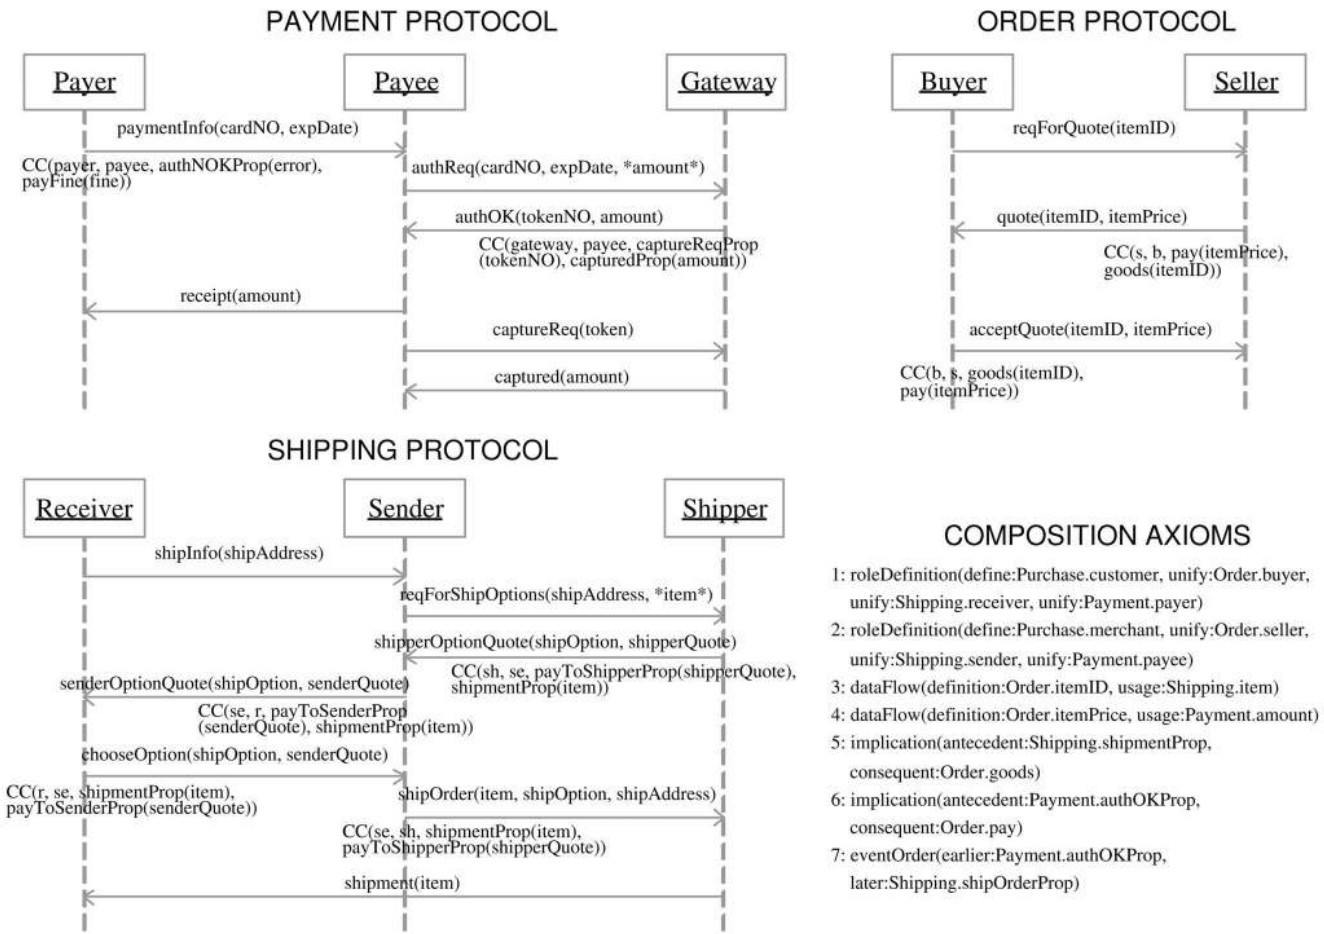 PAYMENT PROTOCOL
Payer
Payee
Gateway
paymentInfo(cardNO, expDate)
CC(payer, payee, authNOKProp(error),
payFine(fine))
authReq(cardNO, expDate, *amount*)
authOK(tokenNO, amount)
CC(gateway, payee, captureReqProp
(tokenNO), capturedProp(amount))
receipt(amount)
captureReq(token)
captured(amount)
ORDER PROTOCOL
Buyer
Seller
reqForQuote(itemID)
quote(itemID, itemPrice)
CC(s, b, pay(itemPrice),
goods(itemID))
acceptQuote(itemID, itemPrice)
CC(b, s, goods(itemID),
pay(itemPrice))
SHIPPING PROTOCOL
Receiver
Sender
Shipper
shipInfo(shipAddress)
reqForShipOptions(shipAddress, *item*)
shipperOptionQuote(shipOption, shipperQuote)
CC(sh, se, payToShipperProp(shipperQuote),
shipmentProp(item))
senderOptionQuote(shipOption, senderQuote)
CC(se, r, payToSenderProp
(senderQuote), shipmentProp(item))
chooseOption(shipOption, senderQuote)
CC(r, se, shipmentProp(item),
payToSenderProp(senderQuote))
shipOrder(item, shipOption, shipAddress)
CC(se, sh, shipmentProp(item),
payToShipperProp(shipperQuote))
shipment(item)
COMPOSITION AXIOMS
1: roleDefinition(define:Purchase.customer, unify:Order.buyer,
unify:Shipping.receiver, unify:Payment.payer)
2: roleDefinition(define:Purchase.merchant, unify:Order.seller,
unify:Shipping.sender, unify:Payment.payee)
3: dataFlow(definition:Order.itemID, usage:Shipping.item)
4: dataFlow(definition:Order.itemPrice, usage:Payment.amount)
5: implication(antecedent:Shipping.shipmentProp,
consequent:Order.goods)
6: implication(antecedent:Payment.authOKProp,
consequent:Order.pay)
7: eventOrder(earlier:Payment.authOKProp,
later:Shipping.shipOrderProp)